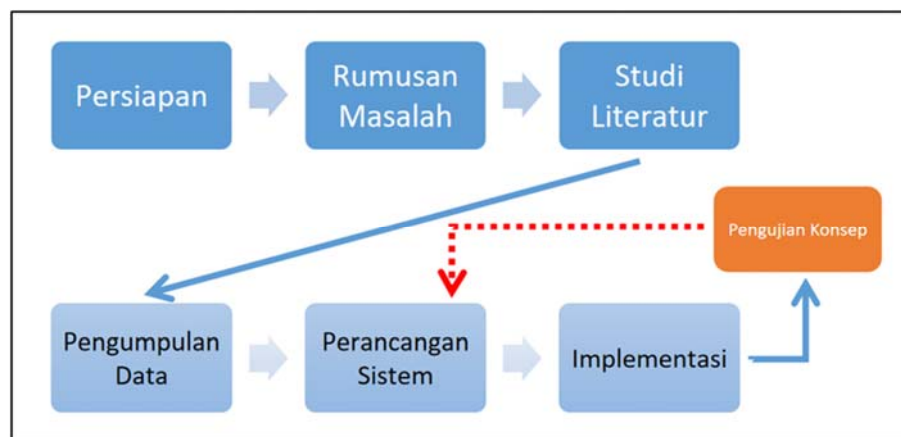 Persiapan
Rumusan
Masalah
Studi
Literatur
Pengujian Konsep
Pengumpulan
Data
Perancangan
Sistem
Implementasi